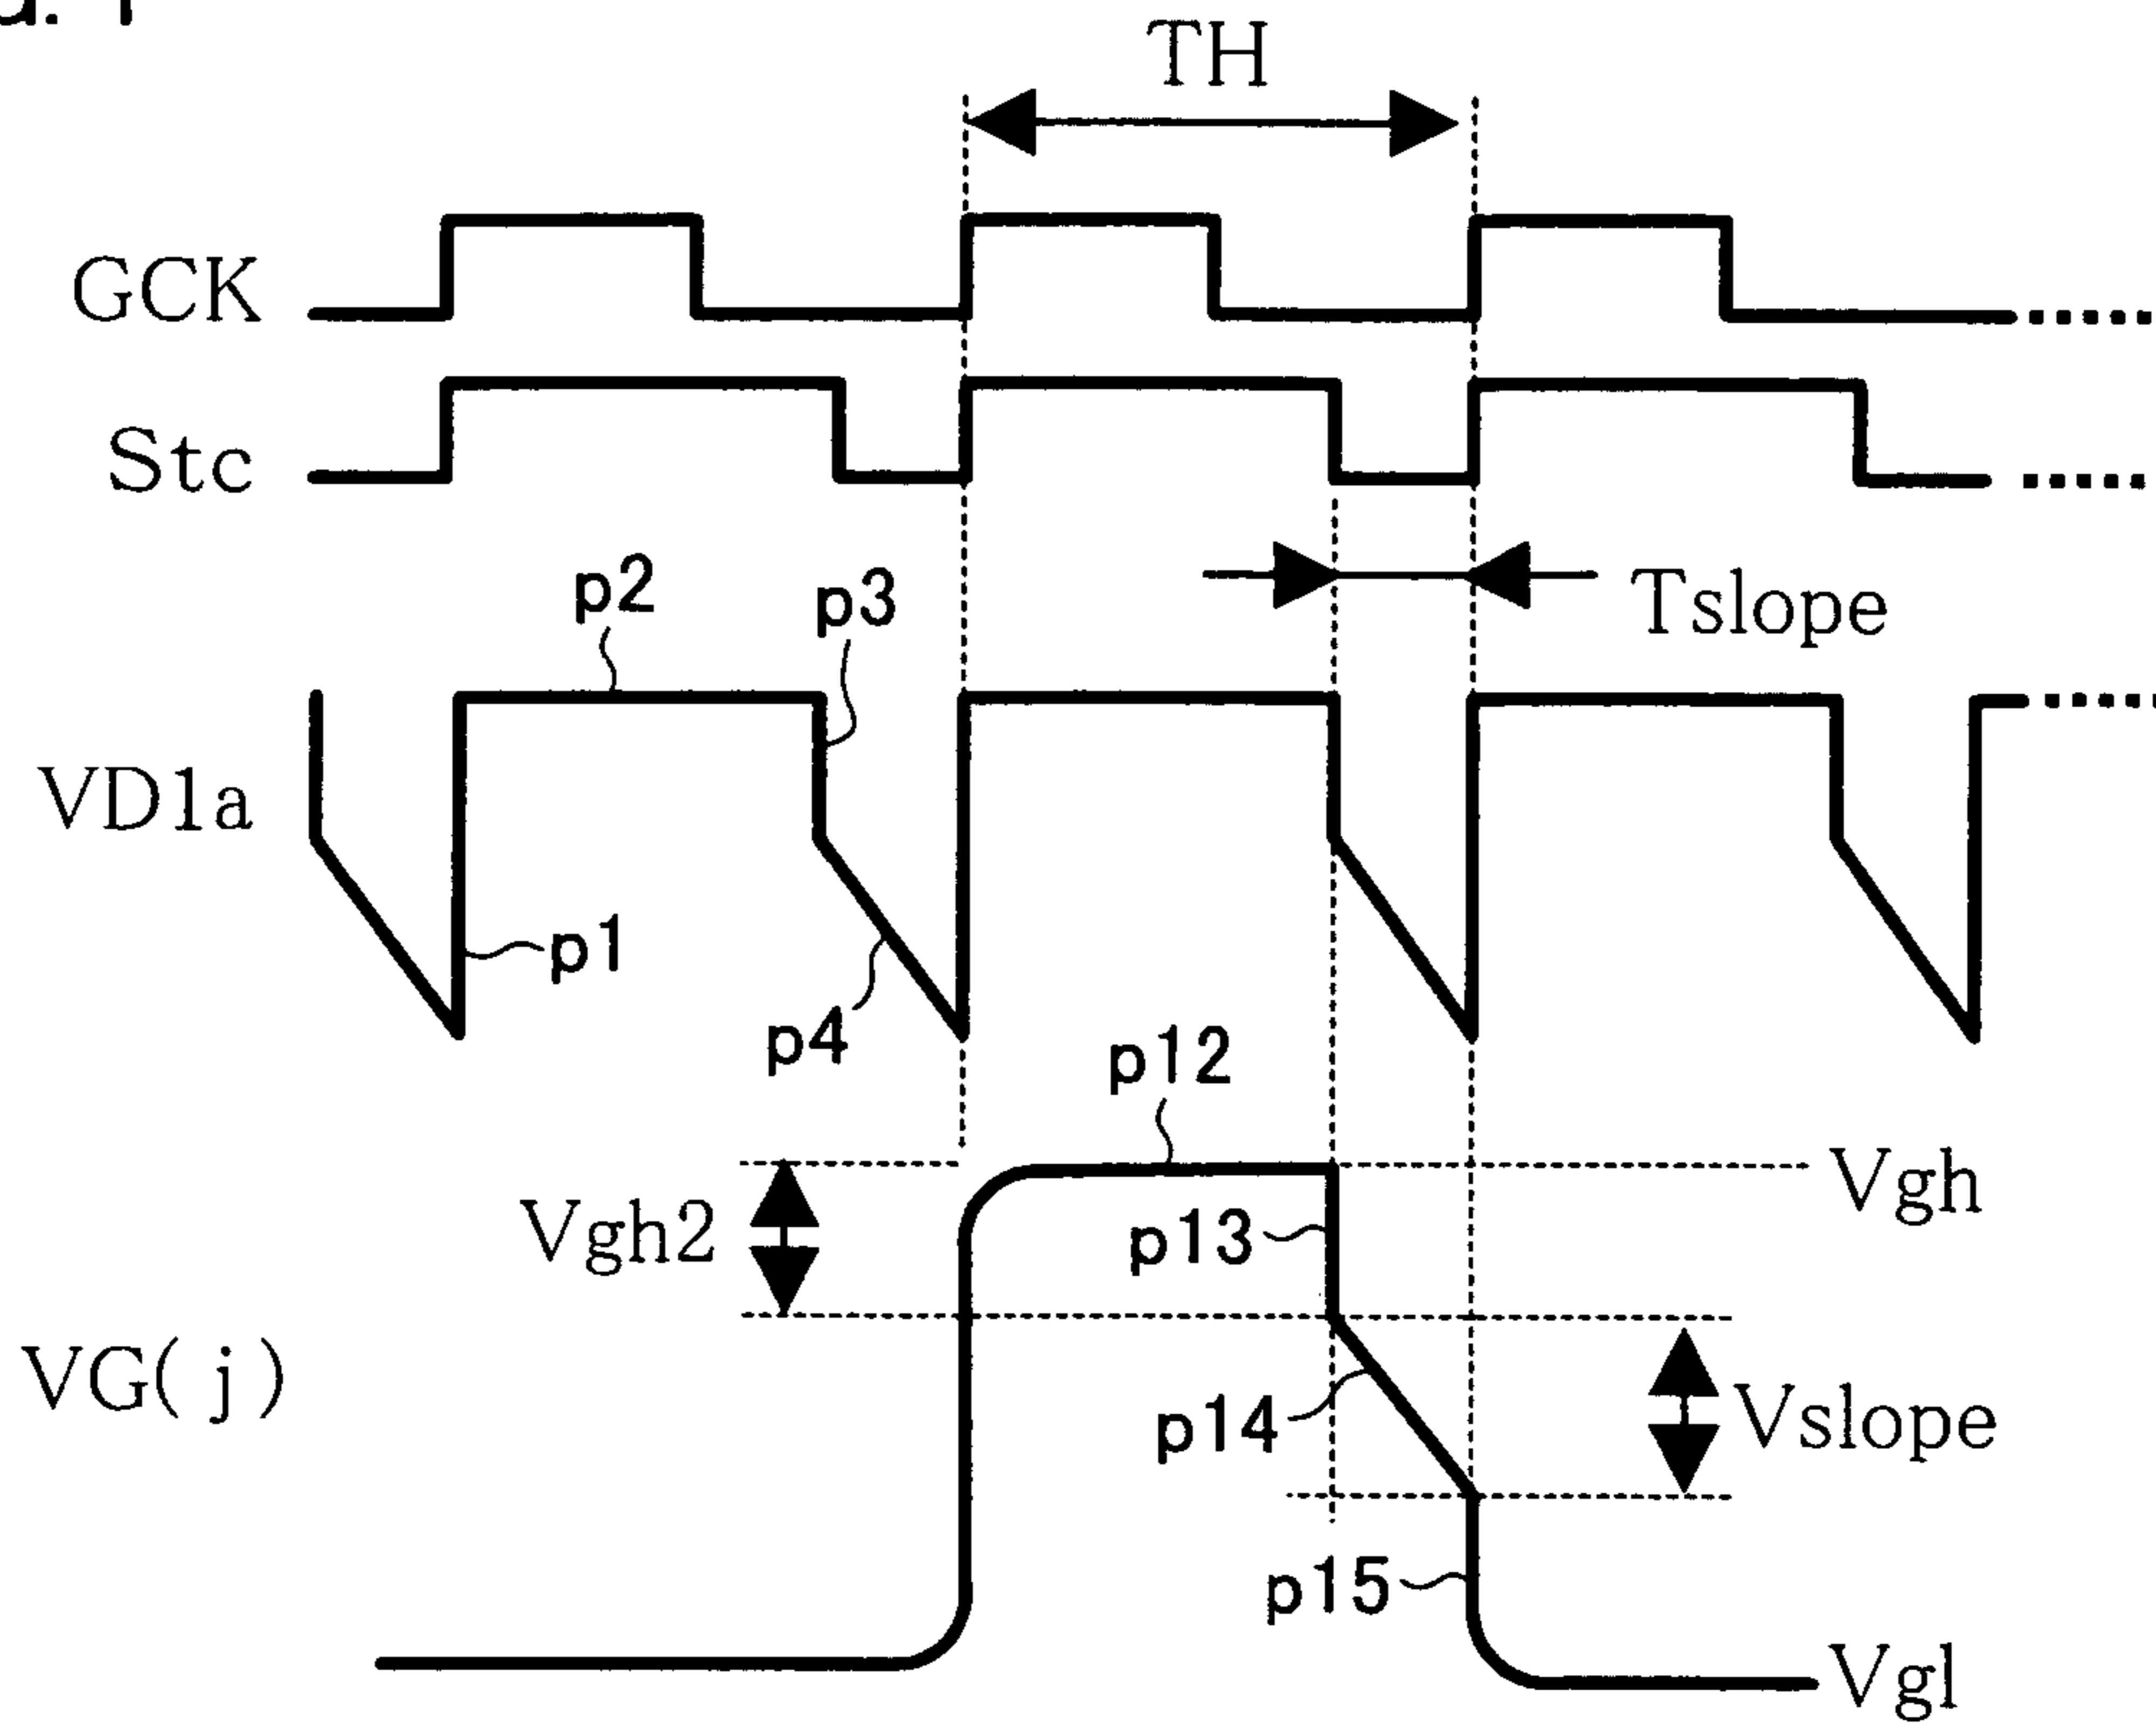 TH
GCK
Stc
Tslope
p2
p3
VD1a
p1
p4
p12
Vgh
Vgh2
p13
VG(j)
p14
Vslope
p15
Vgl